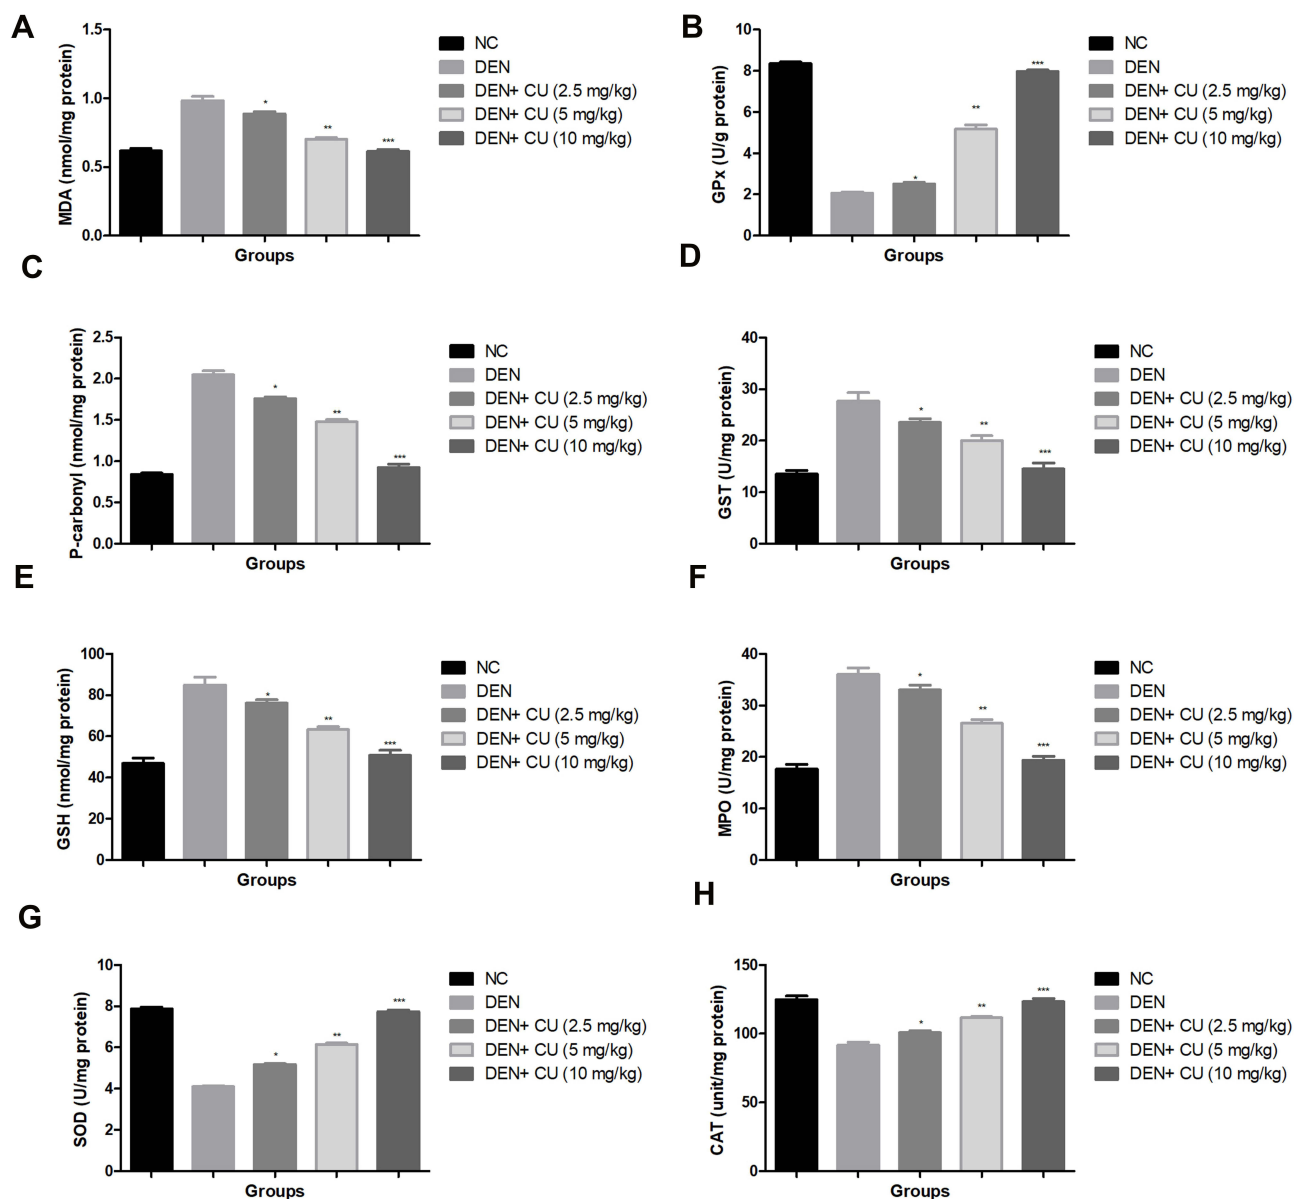 A
MDA (nmol/mg protein)
1.5
1.0
0.5
0.0
*
**
***
Groups
NC
DEN
DEN+ CU (2.5 mg/kg)
DEN+ CU (5 mg/kg)
DEN+ CU (10 mg/kg)
B
GPx (U/g protein)
10
8
6
4
2
0
*
**
***
Groups
NC
DEN
DEN+ CU (2.5 mg/kg)
DEN+ CU (5 mg/kg)
DEN+ CU (10 mg/kg)
C
P-carbonyl (nmol/mg protein)
2.5
2.0
1.5
1.0
0.5
0.0
*
**
***
Groups
NC
DEN
DEN+ CU (2.5 mg/kg)
DEN+ CU (5 mg/kg)
DEN+ CU (10 mg/kg)
D
GST (U/mg protein)
40
30
20
10
0
*
**
***
Groups
NC
DEN
DEN+ CU (2.5 mg/kg)
DEN+ CU (5 mg/kg)
DEN+ CU (10 mg/kg)
E
GSH (nmol/mg protein)
100
80
60
40
20
0
*
**
***
Groups
NC
DEN
DEN+ CU (2.5 mg/kg)
DEN+ CU (5 mg/kg)
DEN+ CU (10 mg/kg)
F
MPO (U/mg protein)
40
30
20
10
0
*
**
***
Groups
NC
DEN
DEN+ CU (2.5 mg/kg)
DEN+ CU (5 mg/kg)
DEN+ CU (10 mg/kg)
G
SOD (U/mg protein)
10
8
6
4
2
0
*
**
***
Groups
NC
DEN
DEN+ CU (2.5 mg/kg)
DEN+ CU (5 mg/kg)
DEN+ CU (10 mg/kg)
H
CAT (unit/mg protein)
150
100
50
0
*
**
***
Groups
NC
DEN
DEN+ CU (2.5 mg/kg)
DEN+ CU (5 mg/kg)
DEN+ CU (10 mg/kg)